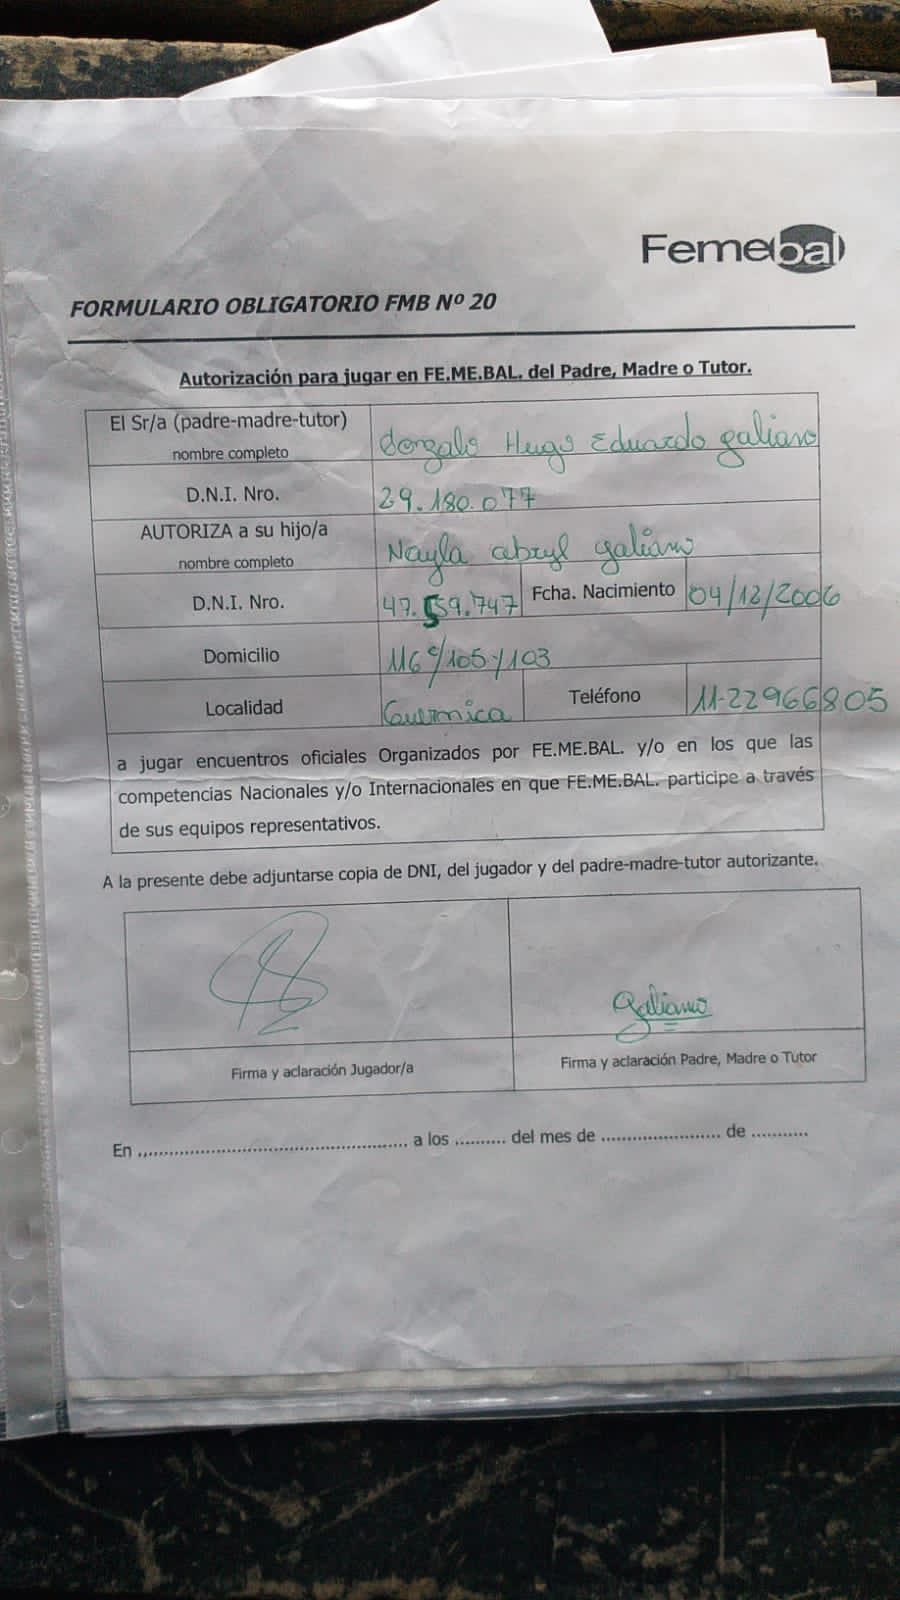 Femebal
FORMULARIO OBLIGATORIO FMB Nº 20
Autorización para jugar en FE.ME.BAL. del Padre, Madre o Tutor.
El Sr/a (padre-madre-tutor)
nombre completo
Gonzalo Hugo Eduardo galiano
D.N.I. Nro.
29.180.077
AUTORIZA a su hijo/a
nombre completo
Nayla abryl galiano
D.N.I. Nro.
47.559.747
Fcha. Nacimiento
04/12/2006
Domicilio
116 e/105 y 103
Localidad
Guernica
Teléfono
11-22966805
a jugar encuentros oficiales Organizados por FE.ME.BAL. y/o en los que las
competencias Nacionales y/o Internacionales en que FE.ME.BAL. participe a través
de sus equipos representativos.
A la presente debe adjuntarse copia de DNI, del jugador y del padre-madre-tutor autorizante.
Galiano
Firma y aclaración Jugador/a
Firma y aclaración Padre, Madre o Tutor
En .................................................. a los .......... del mes de ....................... de ...........